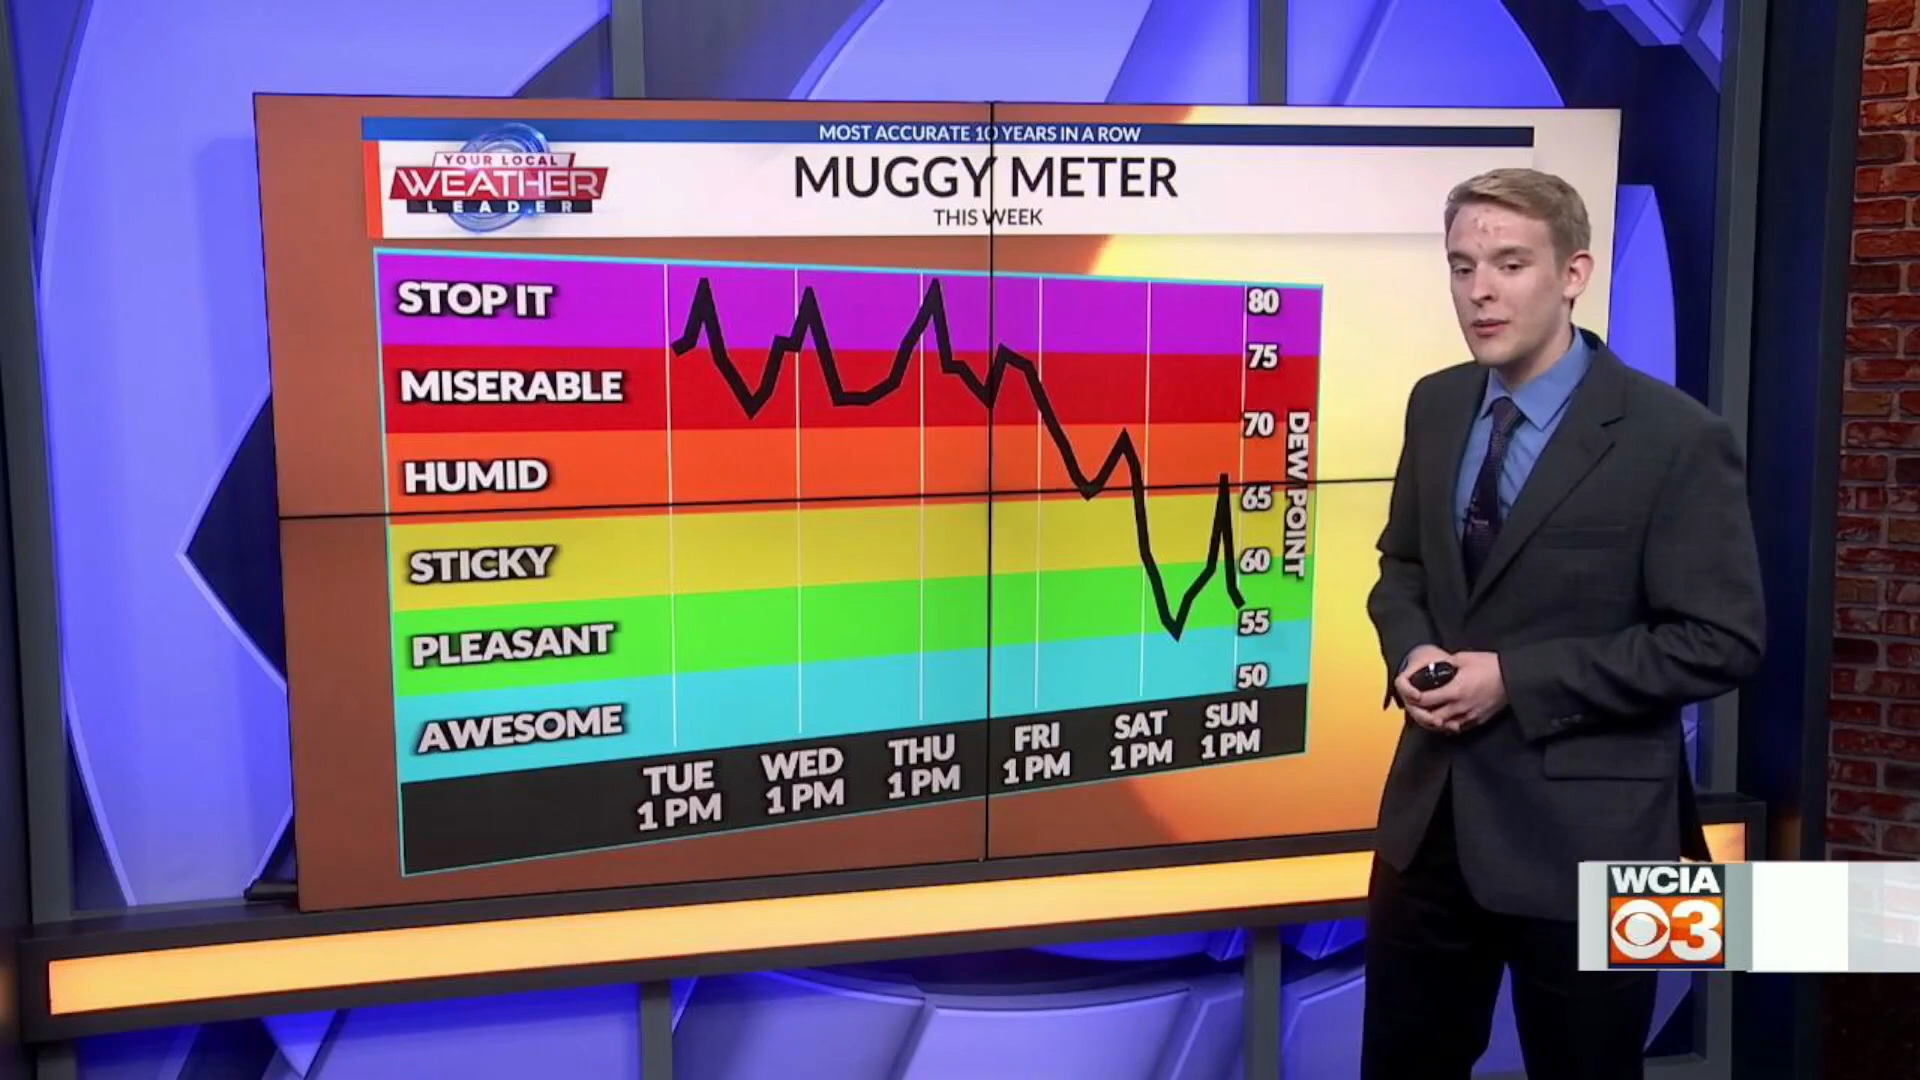 MOST ACCURATE 10 YEARS IN A ROW
YOUR LOCAL
WEATHER
LEADER
MUGGY METER
THIS WEEK
STOP IT
MISERABLE
HUMID
STICKY
PLEASANT
AWESOME
80
75
70
65
60
55
50
DEW POINT
TUE
1 PM
WED
1 PM
THU
1 PM
FRI
1 PM
SAT
1 PM
SUN
1 PM
WCIA
3